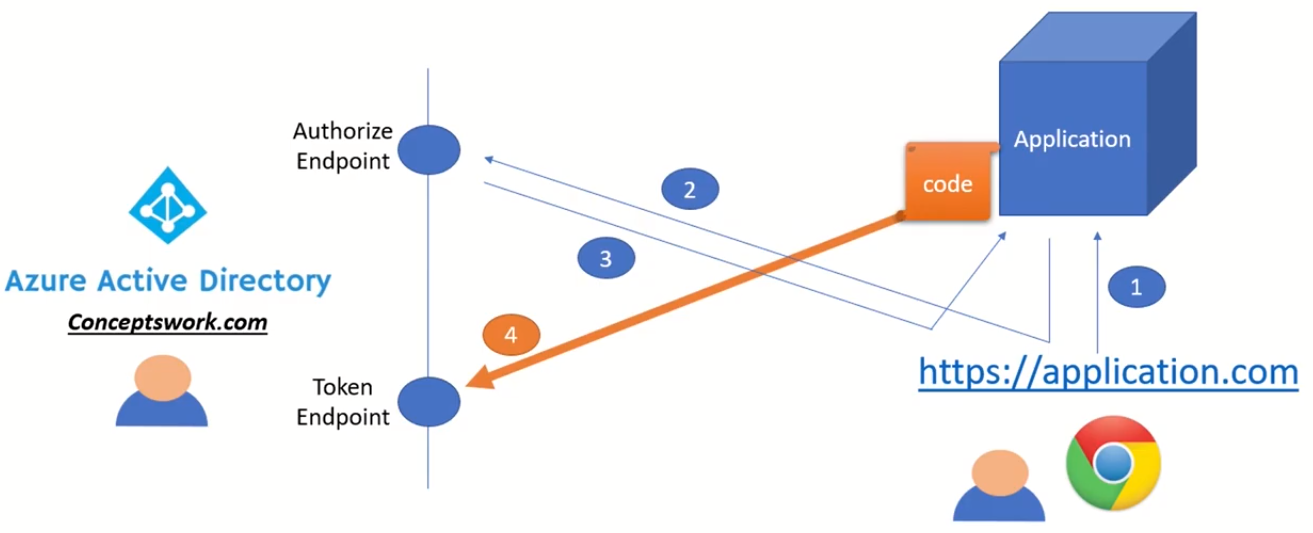 Authorize
Endpoint
Application
code
2
3
1
Azure Active Directory
Conceptswork.com
4
https://application.com
Token
Endpoint